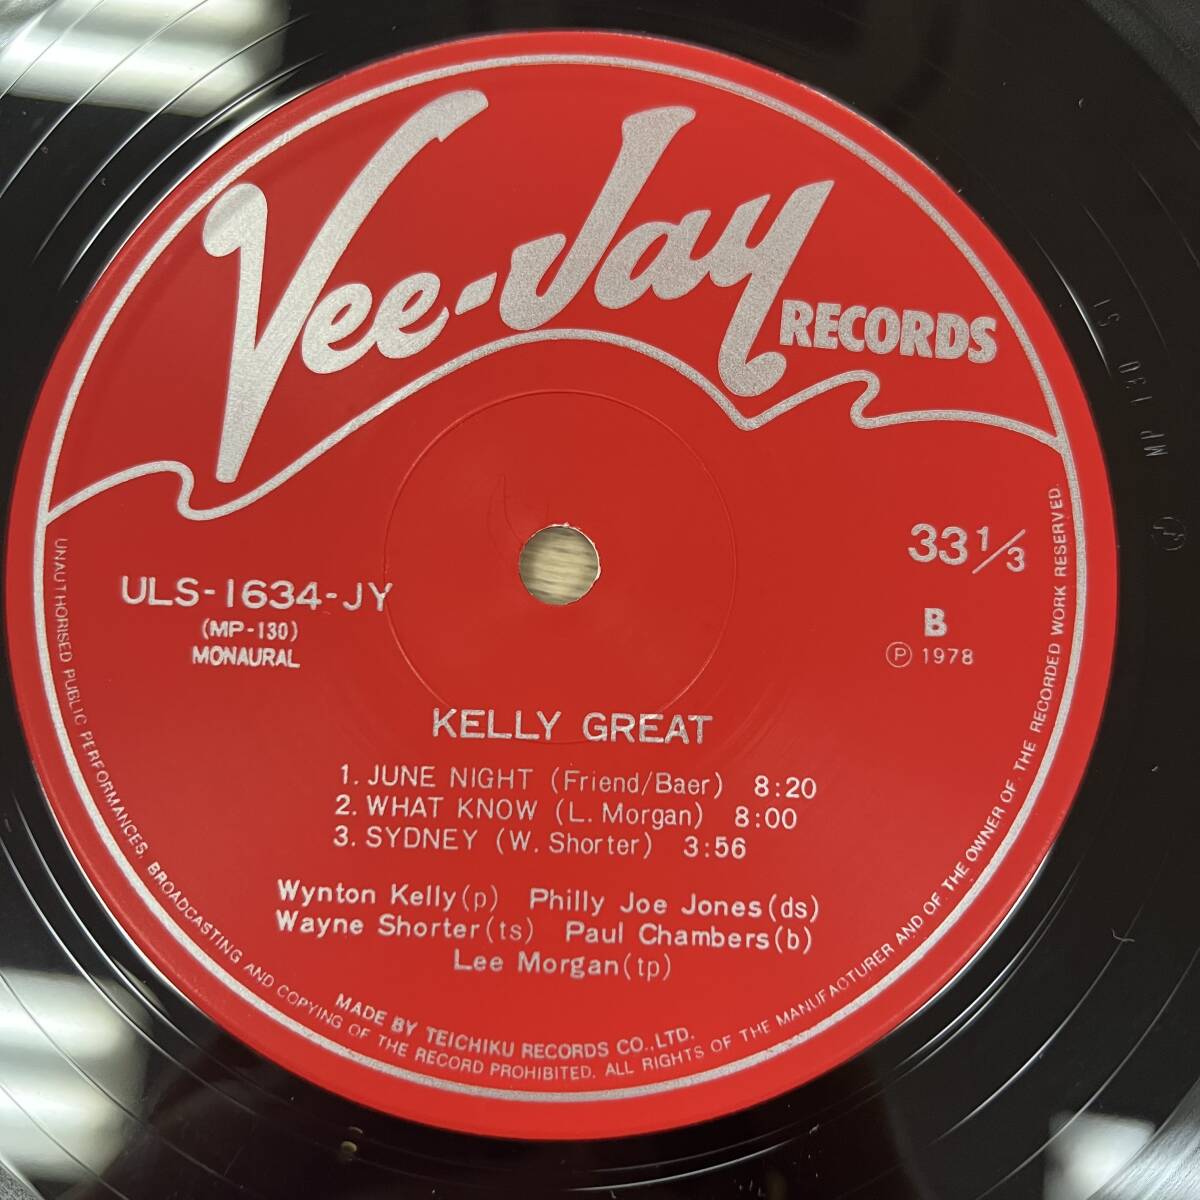 Vee-Jay
RECORDS
33 1/3
ULS-1634-JY
(MP-130)
MONAURAL
B
Ⓟ 1978
KELLY GREAT
1. JUNE NIGHT (Friend/Baer) 8:20
2. WHAT KNOW (L. Morgan) 8:00
3. SYDNEY (W. Shorter) 3:56
Wynton Kelly(p) Philly Joe Jones(ds)
Wayne Shorter(ts) Paul Chambers(b)
Lee Morgan(tp)
MADE BY TEICHIKU RECORDS CO.,LTD.
UNAUTHORISED PUBLIC PERFORMANCES, BROADCASTING AND COPYING OF THE RECORD PROHIBITED. ALL RIGHTS OF THE MANUFACTURER AND OF THE OWNER OF THE RECORDED WORK RESERVED.
MP 130 S1